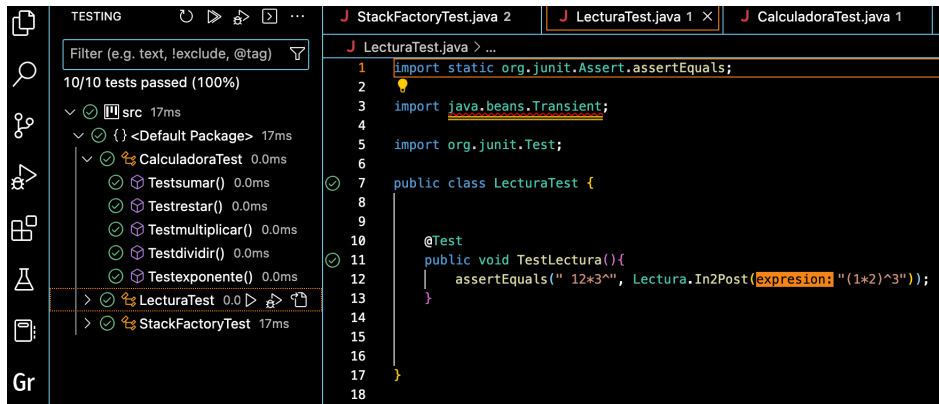 TESTING
Filter (e.g. text, !exclude, @tag)
10/10 tests passed (100%)
src 17ms
{} <Default Package> 17ms
CalculadoraTest 0.0ms
Testsumar() 0.0ms
Testrestar() 0.0ms
Testmultiplicar() 0.0ms
Testdividir() 0.0ms
Testexponente() 0.0ms
LecturaTest 0.0
StackFactoryTest 17ms
Gr
J StackFactoryTest.java 2
J LecturaTest.java 1
J CalculadoraTest.java 1
J LecturaTest.java > ...
1 import static org.junit.Assert.assertEquals;
2
3 import java.beans.Transient;
4
5 import org.junit.Test;
6
7 public class LecturaTest {
8
9
10 @Test
11 public void TestLectura(){
12 assertEquals(" 12*3^", Lectura.In2Post(expresion: "(1*2)^3"));
13 }
14
15
16
17 }
18